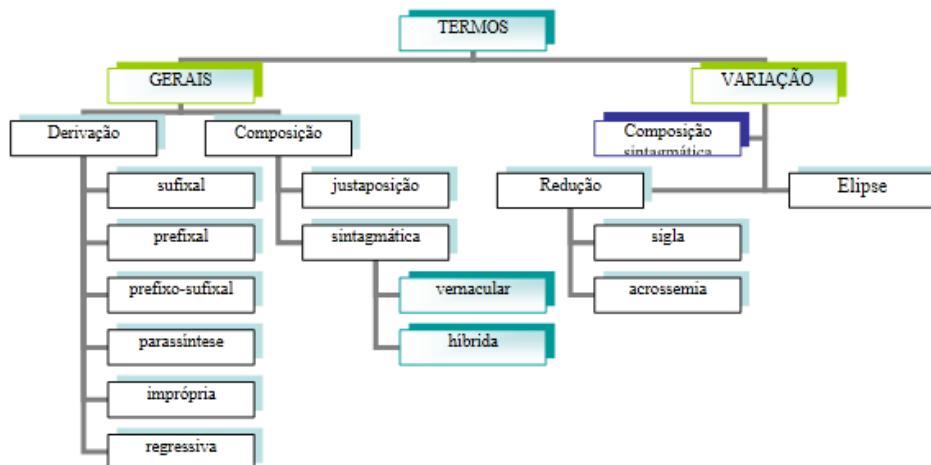 TERMOS
GERAIS
VARIAÇÃO
Derivação
Composição
Composição
sintagmática
sufixal
justaposição
Redução
Elipse
prefixal
sintagmática
sigla
prefixo-sufixal
vernacular
acrossemia
parassíntese
híbrida
imprópria
regressiva